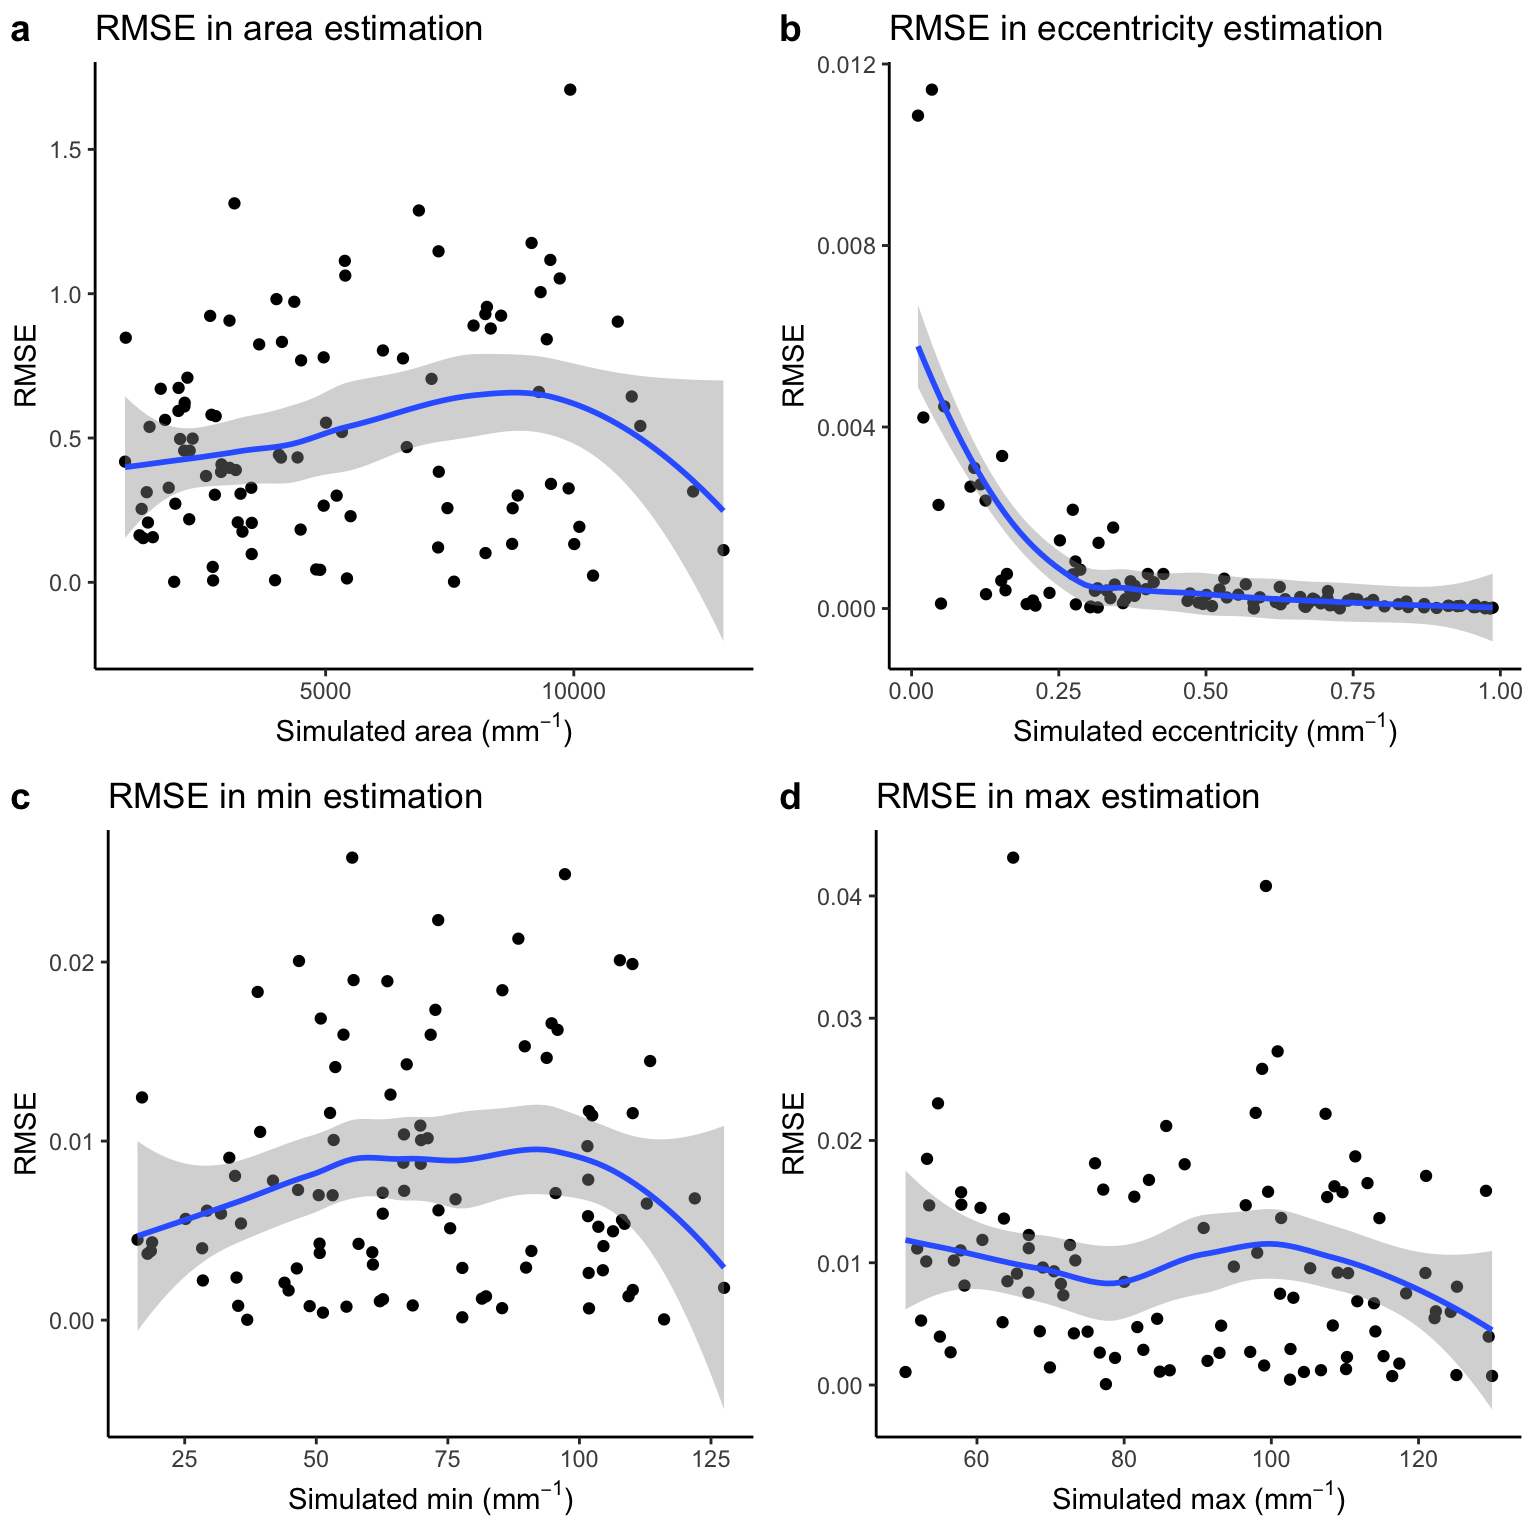 a RMSE in area estimation
1.5
1.0
0.5
0.0
RMSE
5000 10000
Simulated area (mm⁻¹)
b RMSE in eccentricity estimation
0.012
0.008
0.004
0.000
RMSE
0.00 0.25 0.50 0.75 1.00
Simulated eccentricity (mm⁻¹)
c RMSE in min estimation
0.02
0.01
0.00
RMSE
25 50 75 100 125
Simulated min (mm⁻¹)
d RMSE in max estimation
0.04
0.03
0.02
0.01
0.00
RMSE
60 80 100 120
Simulated max (mm⁻¹)